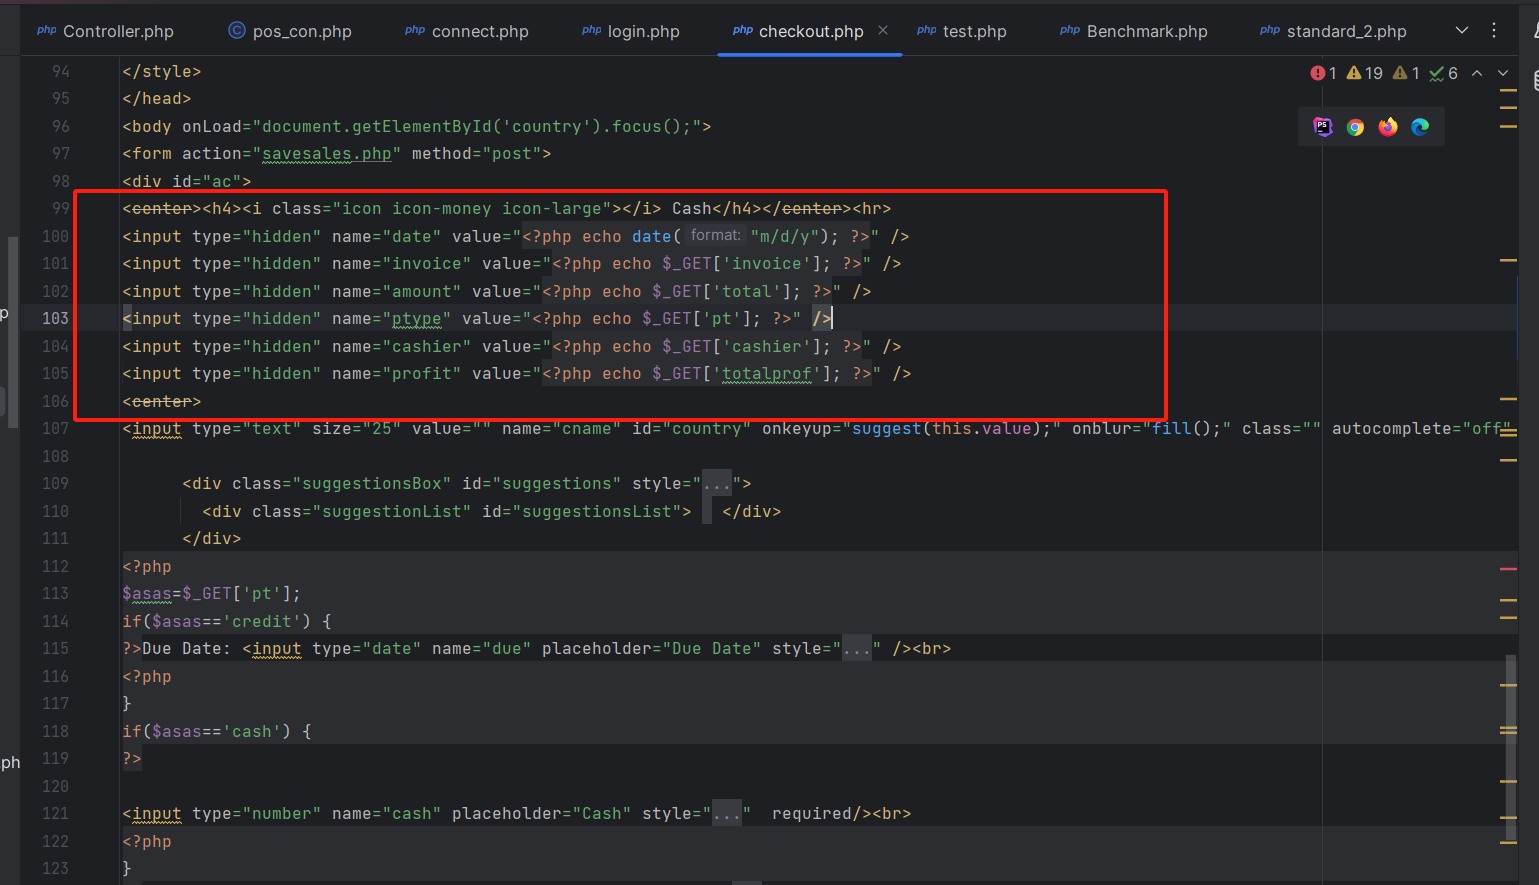 php Controller.php
C pos_con.php
php connect.php
php login.php
php checkout.php
php test.php
php Benchmark.php
php standard_2.php
1 19 1 6
94 </style>
95 </head>
96 <body onLoad="document.getElementById('country').focus();">
97 <form action="savesales.php" method="post">
98 <div id="ac">
99 <center><h4><i class="icon icon-money icon-large"></i> Cash</h4></center><hr>
100 <input type="hidden" name="date" value="<?php echo date( format: "m/d/y"); ?>" />
101 <input type="hidden" name="invoice" value="<?php echo $_GET['invoice']; ?>" />
102 <input type="hidden" name="amount" value="<?php echo $_GET['total']; ?>" />
103 <input type="hidden" name="ptype" value="<?php echo $_GET['pt']; ?>" />
104 <input type="hidden" name="cashier" value="<?php echo $_GET['cashier']; ?>" />
105 <input type="hidden" name="profit" value="<?php echo $_GET['totalprof']; ?>" />
106 <center>
107 <input type="text" size="25" value="" name="cname" id="country" onkeyup="suggest(this.value);" onblur="fill();" class="" autocomplete="off"
108
109 <div class="suggestionsBox" id="suggestions" style="...">
110 <div class="suggestionList" id="suggestionsList"> </div>
111 </div>
112 <?php
113 $asas=$_GET['pt'];
114 if($asas=='credit') {
115 ?>Due Date: <input type="date" name="due" placeholder="Due Date" style="..." /><br>
116 <?php
117 }
118 if($asas=='cash') {
119 ?>
120
121 <input type="number" name="cash" placeholder="Cash" style="..." required/><br>
122 <?php
123 }
p
.ph
PS